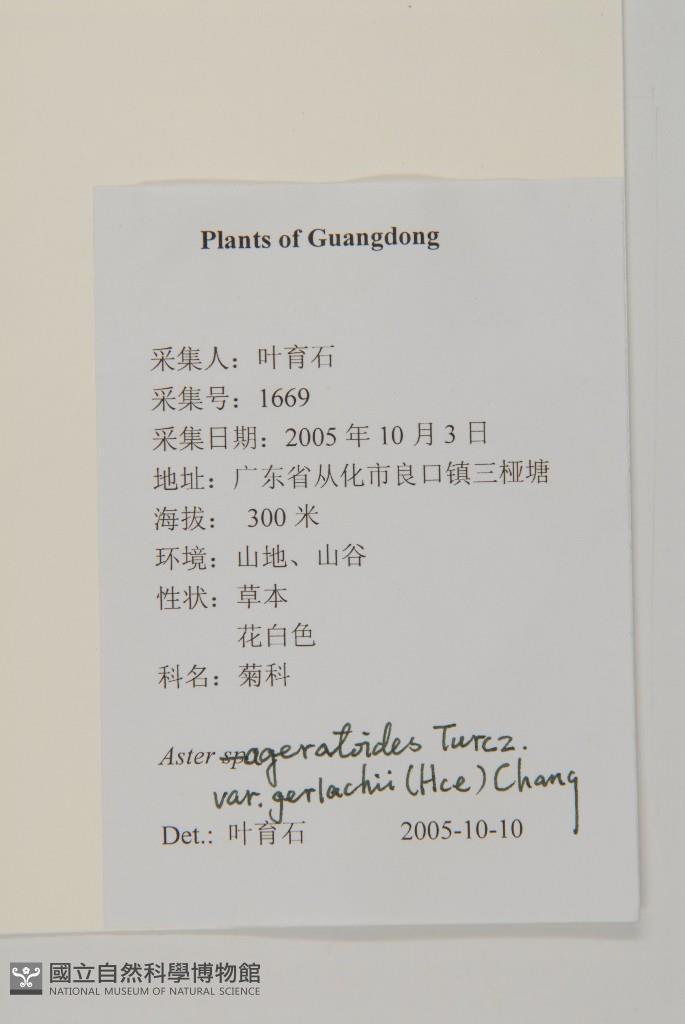 Plants of Guangdong
采集人：叶育石
采集号：1669
采集日期：2005 年 10 月 3 日
地址：广东省从化市良口镇三桠塘
海拔： 300 米
环境：山地、山谷
性状：草本
花白色
科名：菊科
Aster sp ageratoides Turcz.
var. gerlachii (Hce) Chang
Det.: 叶育石 2005-10-10
國立自然科學博物館
NATIONAL MUSEUM OF NATURAL SCIENCE